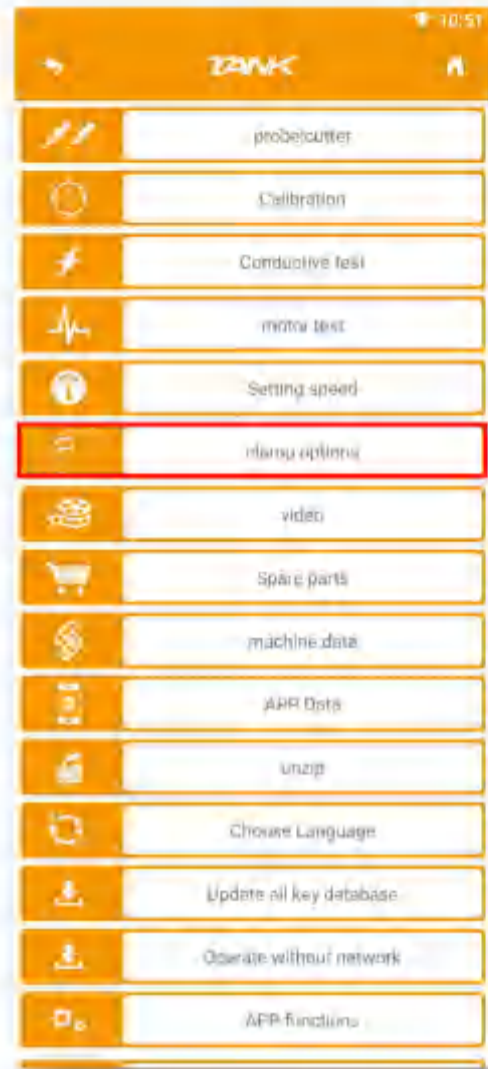 10:51
TANK
probe/cutter
Calibration
Conductive test
motor test
Setting speed
clamp options
video
Spare parts
machine data
APP Data
unzip
Choose Language
Update all key database
Operate without network
APP functions